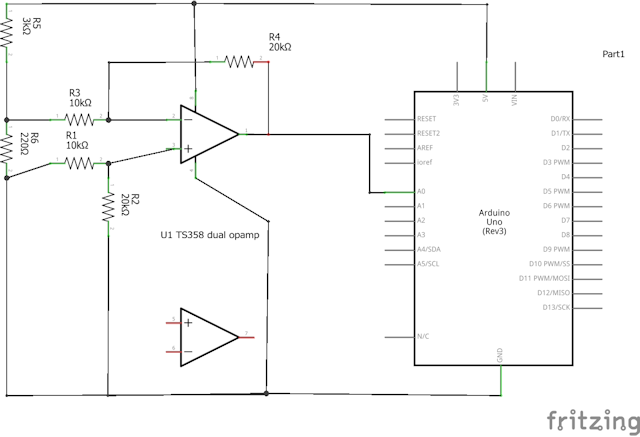 R5
3kΩ
R4
20kΩ
Part1
3V3
5V
VIN
R3
10kΩ
R6
220Ω
R1
10kΩ
R2
20kΩ
U1 TS358 dual opamp
RESET
RESET2
AREF
ioref
A0
A1
A2
A3
A4/SDA
A5/SCL
N/C
Arduino
Uno
(Rev3)
D0/RX
D1/TX
D2
D3 PWM
D4
D5 PWM
D6 PWM
D7
D8
D9 PWM
D10 PWM/SS
D11 PWM/MOSI
D12/MISO
D13/SCK
GND
fritzing